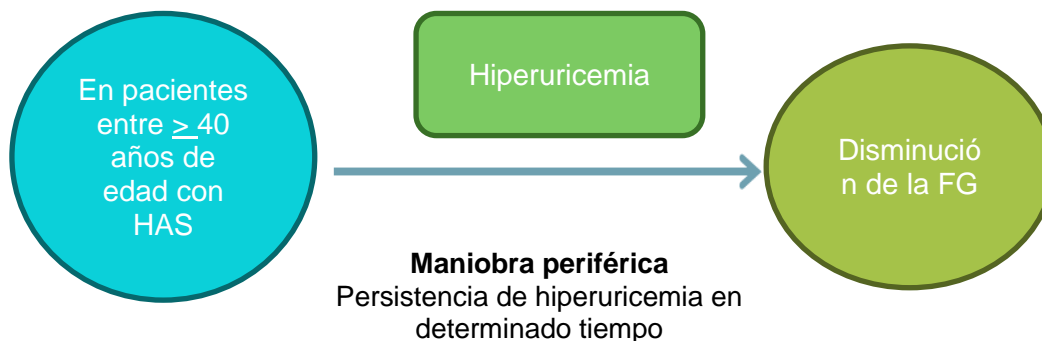 En pacientes
entre > 40
años de
edad con
HAS
Hiperuricemia
Disminució
n de la FG
Maniobra periférica
Persistencia de hiperuricemia en
determinado tiempo